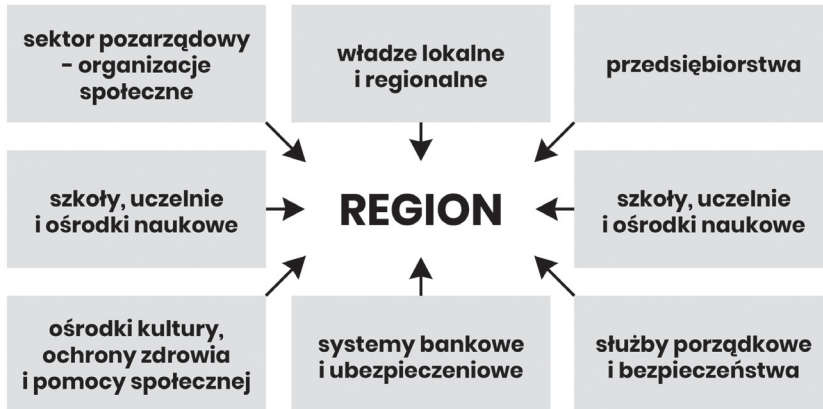 sektor pozarządowy
– organizacje
społeczne
władze lokalne
i regionalne
przedsiębiorstwa
szkoły, uczelnie
i ośrodki naukowe
REGION
szkoły, uczelnie
i ośrodki naukowe
ośrodki kultury,
ochrony zdrowia
i pomocy społecznej
systemy bankowe
i ubezpieczeniowe
służby porządkowe
i bezpieczeństwa